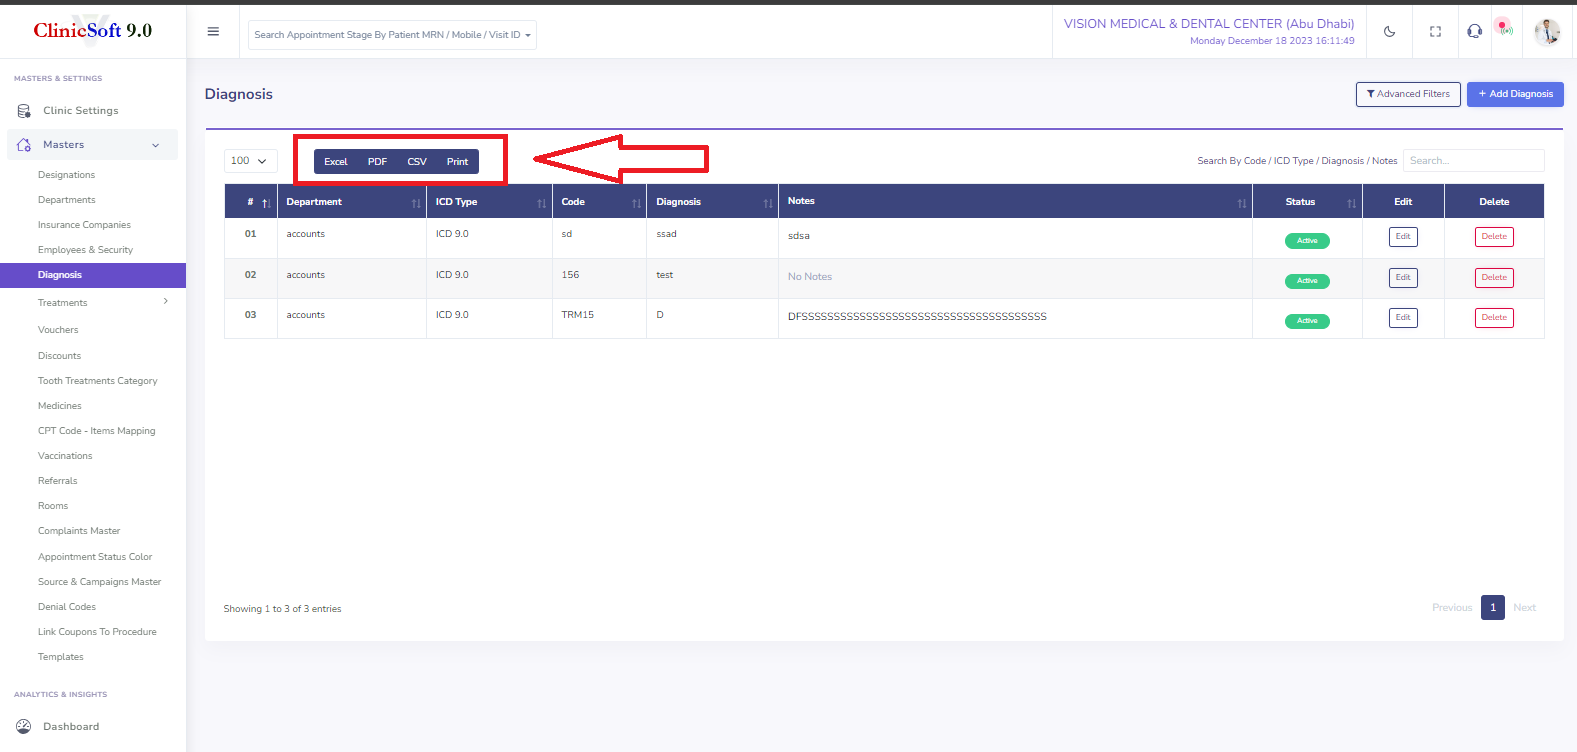 ClinicSoft 9.0
Search Appointment Stage By Patient MRN / Mobile / Visit ID
VISION MEDICAL & DENTAL CENTER (Abu Dhabi)
Monday December 18 2023 16:11:49
MASTERS & SETTINGS
Clinic Settings
Masters
Designations
Departments
Insurance Companies
Employees & Security
Diagnosis
Treatments
Vouchers
Discounts
Tooth Treatments Category
Medicines
CPT Code - Items Mapping
Vaccinations
Referrals
Rooms
Complaints Master
Appointment Status Color
Source & Campaigns Master
Denial Codes
Link Coupons To Procedure
Templates
ANALYTICS & INSIGHTS
Dashboard
Diagnosis
Advanced Filters
+ Add Diagnosis
100
Excel PDF CSV Print
Search By Code / ICD Type / Diagnosis / Notes Search...
# Department ICD Type Code Diagnosis Notes Status Edit Delete
01 accounts ICD 9.0 sd ssad sdsa Active Edit Delete
02 accounts ICD 9.0 156 test No Notes Active Edit Delete
03 accounts ICD 9.0 TRM15 D DFSSSSSSSSSSSSSSSSSSSSSSSSSSSSSSSSSSSSSS Active Edit Delete
Showing 1 to 3 of 3 entries
Previous 1 Next